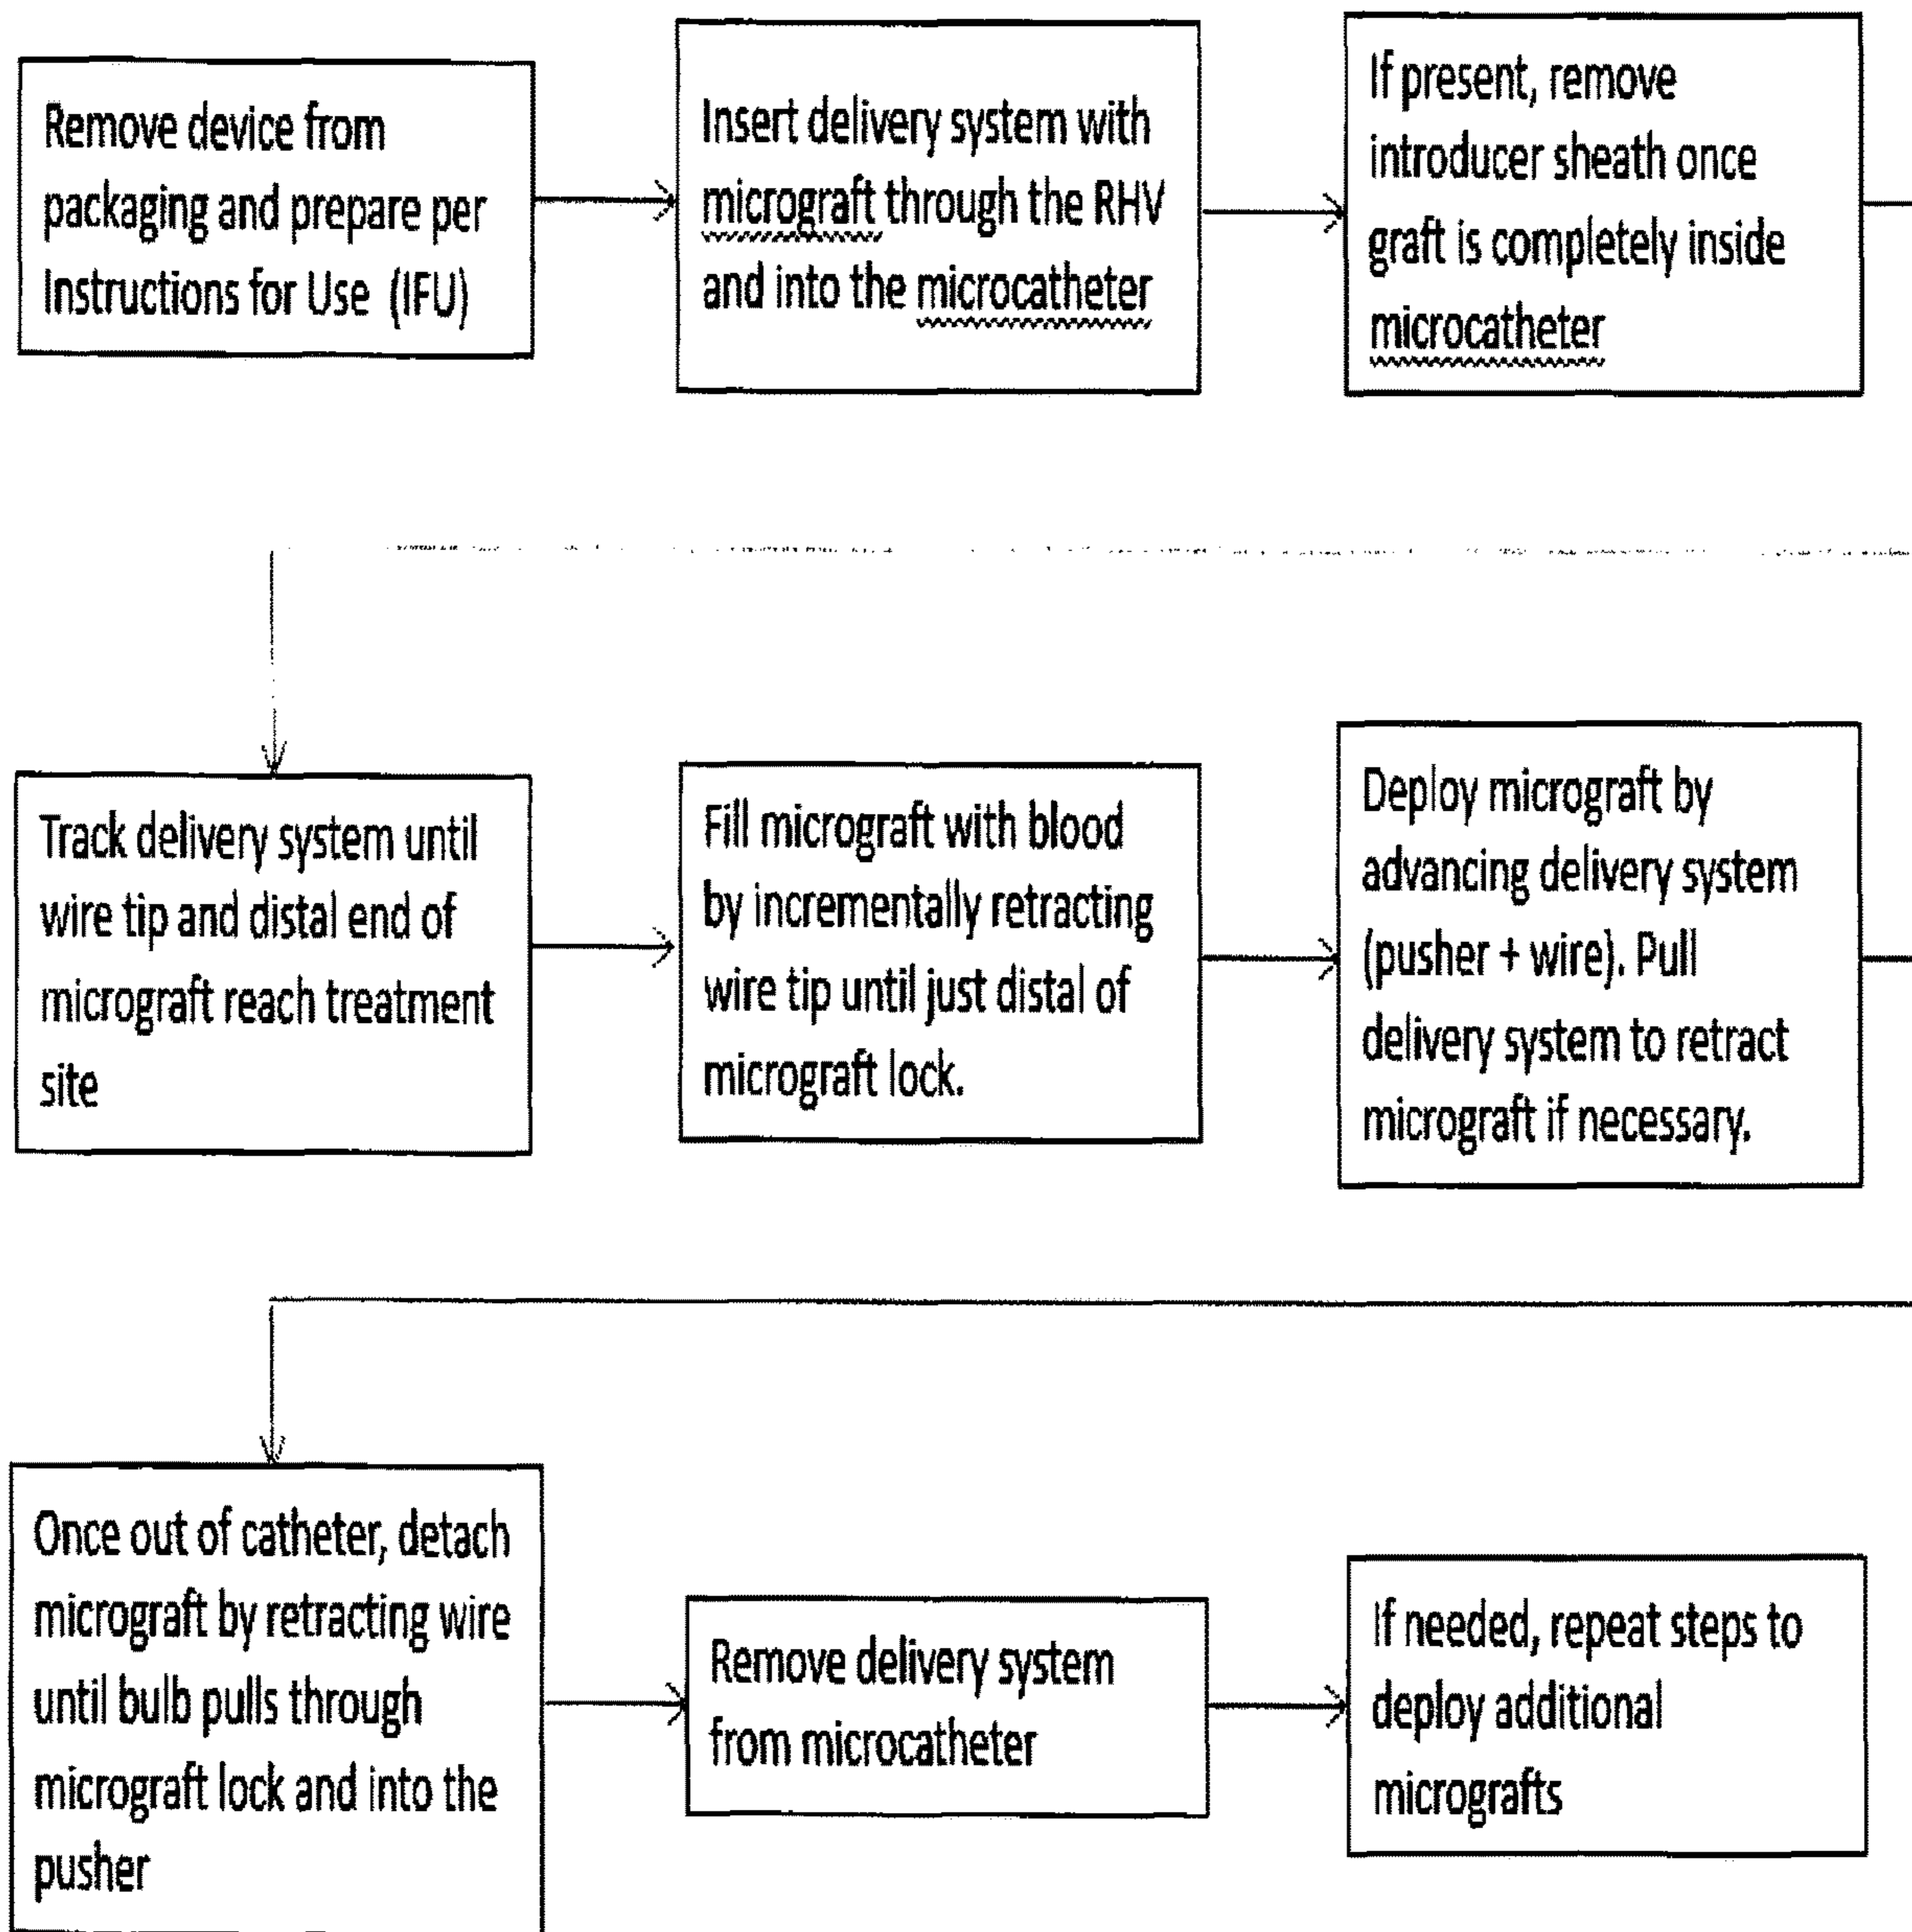 Remove device from
packaging and prepare per
Instructions for Use (IFU)
Insert delivery system with
micrograft through the RHV
and into the microcatheter
If present, remove
introducer sheath once
graft is completely inside
microcatheter
Track delivery system until
wire tip and distal end of
micrograft reach treatment
site
Fill micrograft with blood
by incrementally retracting
wire tip until just distal of
micrograft lock.
Deploy micrograft by
advancing delivery system
(pusher + wire). Pull
delivery system to retract
micrograft if necessary.
Once out of catheter, detach
micrograft by retracting wire
until bulb pulls through
micrograft lock and into the
pusher
Remove delivery system
from microcatheter
If needed, repeat steps to
deploy additional
micrografts